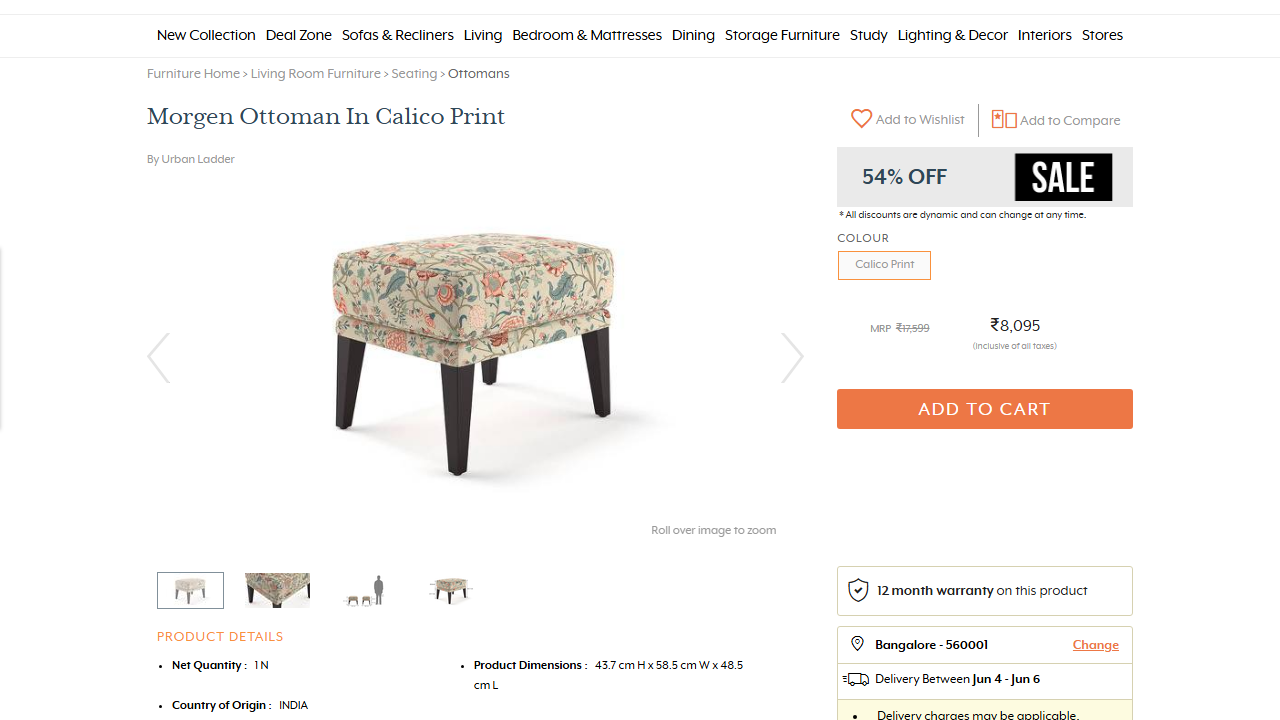 New Collection Deal Zone Sofas & Recliners Living Bedroom & Mattresses Dining Storage Furniture Study Lighting & Decor Interiors Stores
Furniture Home > Living Room Furniture > Seating > Ottomans
Morgen Ottoman In Calico Print
By Urban Ladder
Add to Wishlist
Add to Compare
54% OFF
SALE
* All discounts are dynamic and can change at any time.
COLOUR
Calico Print
MRP ₹17,599
₹8,095
(Inclusive of all taxes)
ADD TO CART
Roll over image to zoom
12 month warranty on this product
PRODUCT DETAILS
• Net Quantity : 1 N
• Product Dimensions : 43.7 cm H x 58.5 cm W x 48.5
cm L
• Country of Origin : INDIA
Bangalore - 560001
Change
Delivery Between Jun 4 - Jun 6
• Delivery charges may be applicable.